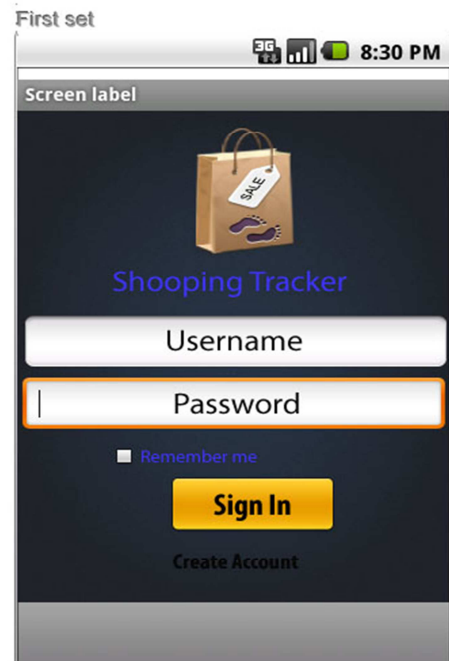 First set
3G 8:30 PM
Screen label
SALE
Shooping Tracker
Username
Password
Remember me
Sign In
Create Account